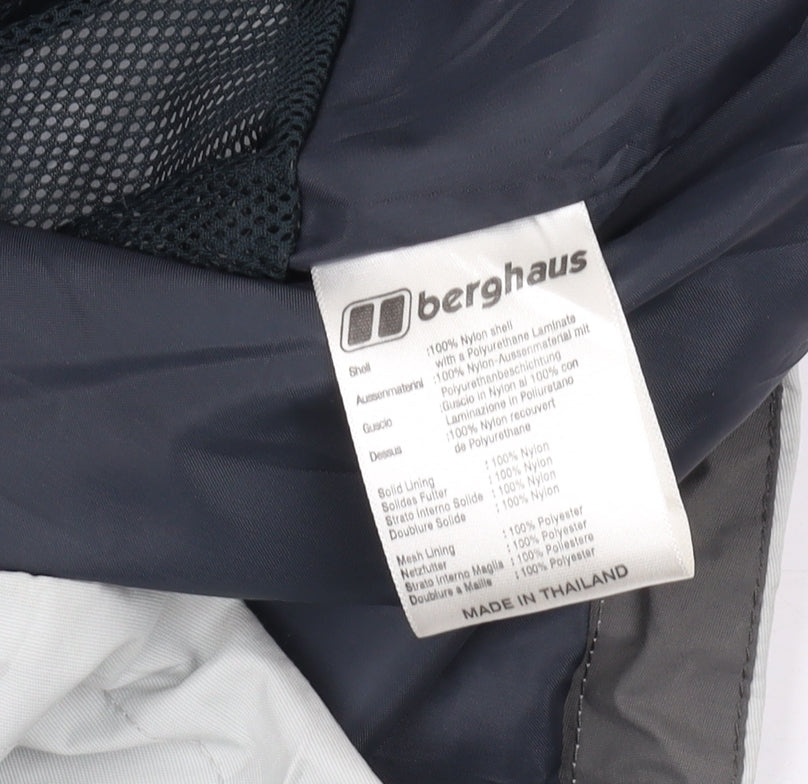 berghaus
Shell :100% Nylon shell
with a Polyurethane Laminate
Aussenmaterinl :100% Nylon-Aussenmaterial mit
Polyurethanbeschichtung
Guscio :Guscio in Nylon al 100% con
Laminazione in Poliuretano
Dessus :100% Nylon recouvert
de Polyurethane
Solid Lining : 100% Nylon
Solides Futter : 100% Nylon
Strato Interno Solide : 100% Nylon
Doublure Solide : 100% Nylon
Mesh Lining : 100% Polyester
Netzfutter : 100% Polyester
Strato Interno Maglia : 100% Poliestere
Doublure a Maille : 100% Polyester
MADE IN THAILAND